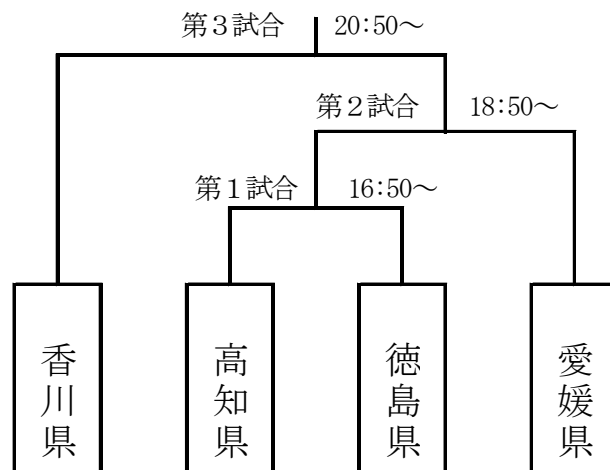 第３試合 20:50～
第２試合 18:50～
第１試合 16:50～
香川県
高知県
徳島県
愛媛県